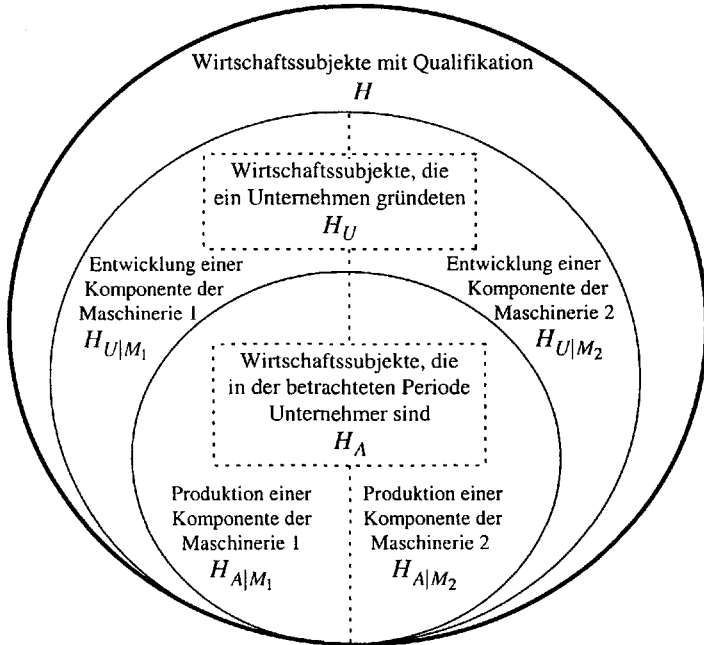 Wirtschaftssubjekte mit Qualifikation
H
Wirtschaftssubjekte, die
ein Unternehmen gründeten
H_U
Entwicklung einer
Komponente der
Maschinerie 1
H_{U|M_1}
Entwicklung einer
Komponente der
Maschinerie 2
H_{U|M_2}
Wirtschaftssubjekte, die
in der betrachteten Periode
Unternehmer sind
H_A
Produktion einer
Komponente der
Maschinerie 1
H_{A|M_1}
Produktion einer
Komponente der
Maschinerie 2
H_{A|M_2}